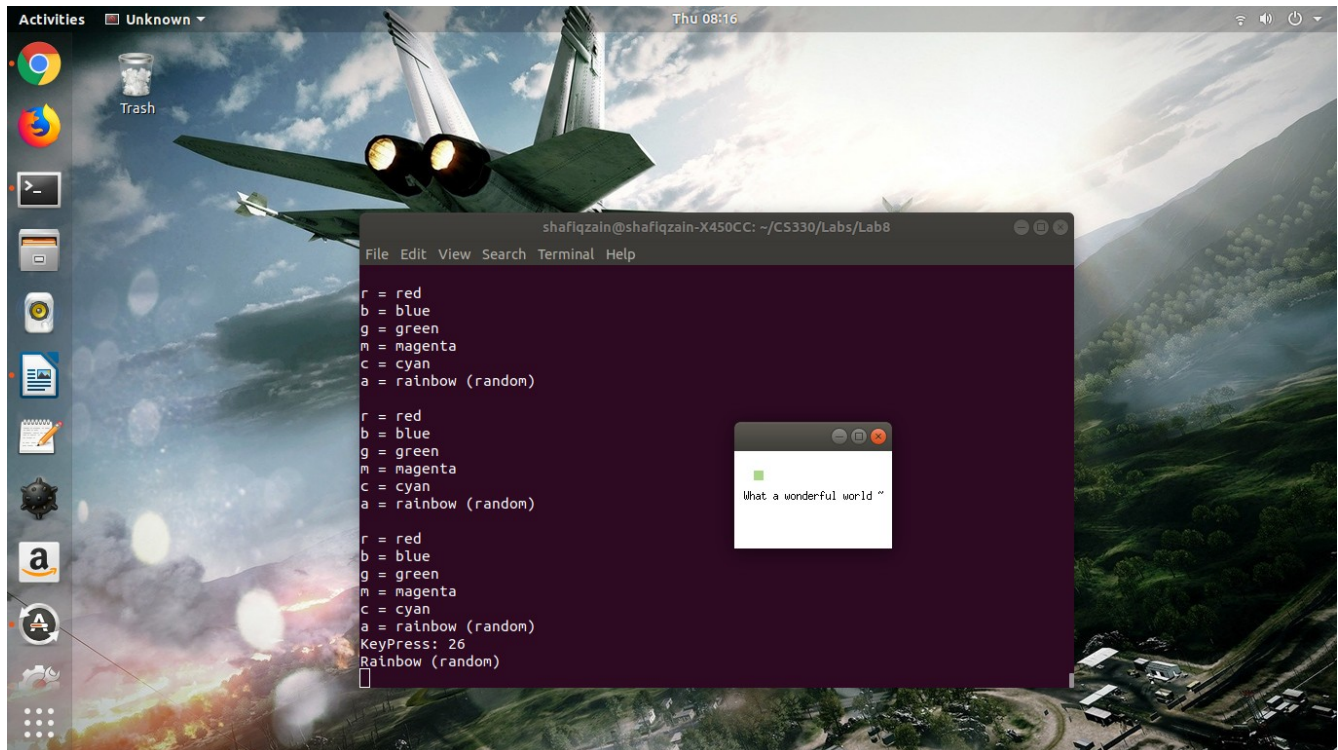 Activities Unknown Thu 08:16
Trash
shafiqzain@shafiqzain-X450CC: ~/CS330/Labs/Lab8
File Edit View Search Terminal Help
r = red
b = blue
g = green
m = magenta
c = cyan
a = rainbow (random)
r = red
b = blue
g = green
m = magenta
c = cyan
a = rainbow (random)
r = red
b = blue
g = green
m = magenta
c = cyan
a = rainbow (random)
KeyPress: 26
Rainbow (random)
What a wonderful world ~